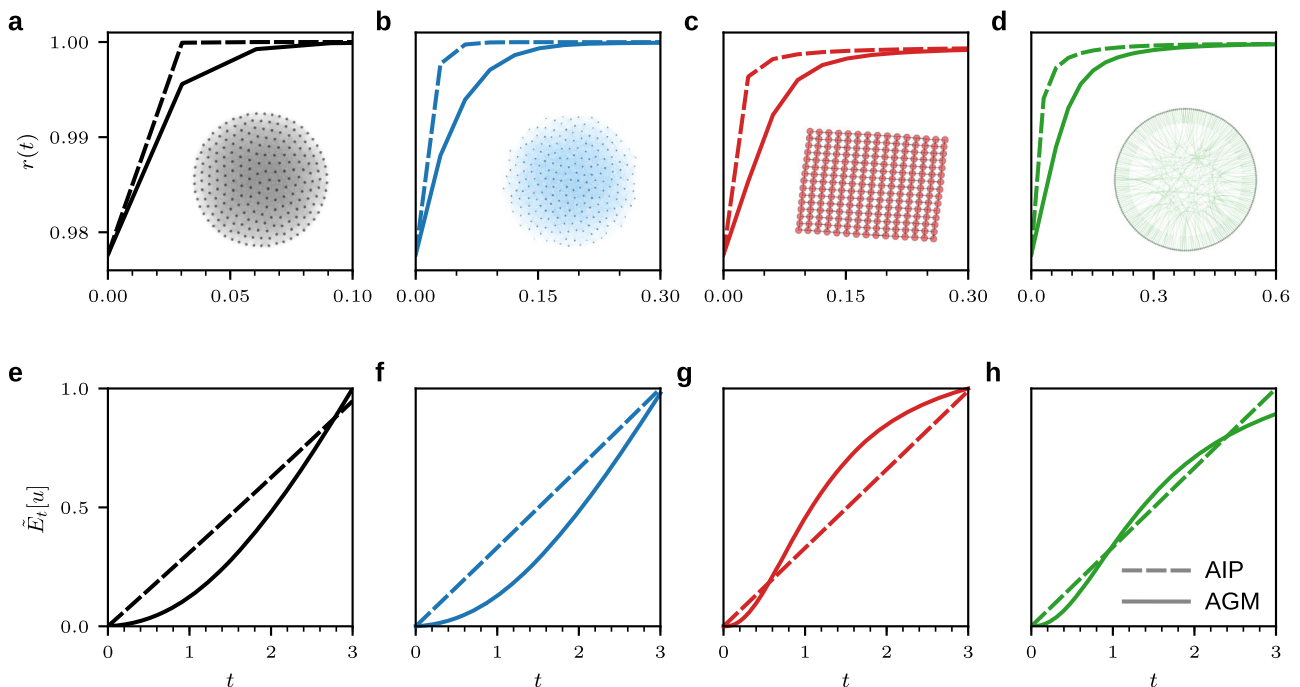 a b c d
r(t)
1.00
0.99
0.98
0.00 0.05 0.10 0.00 0.15 0.30 0.00 0.15 0.30 0.0 0.3 0.6
e f g h
Ẽₜ[u]
1.0
0.5
0.0
AIP
AGM
0 1 2 3 0 1 2 3 0 1 2 3 0 1 2 3
t t t t